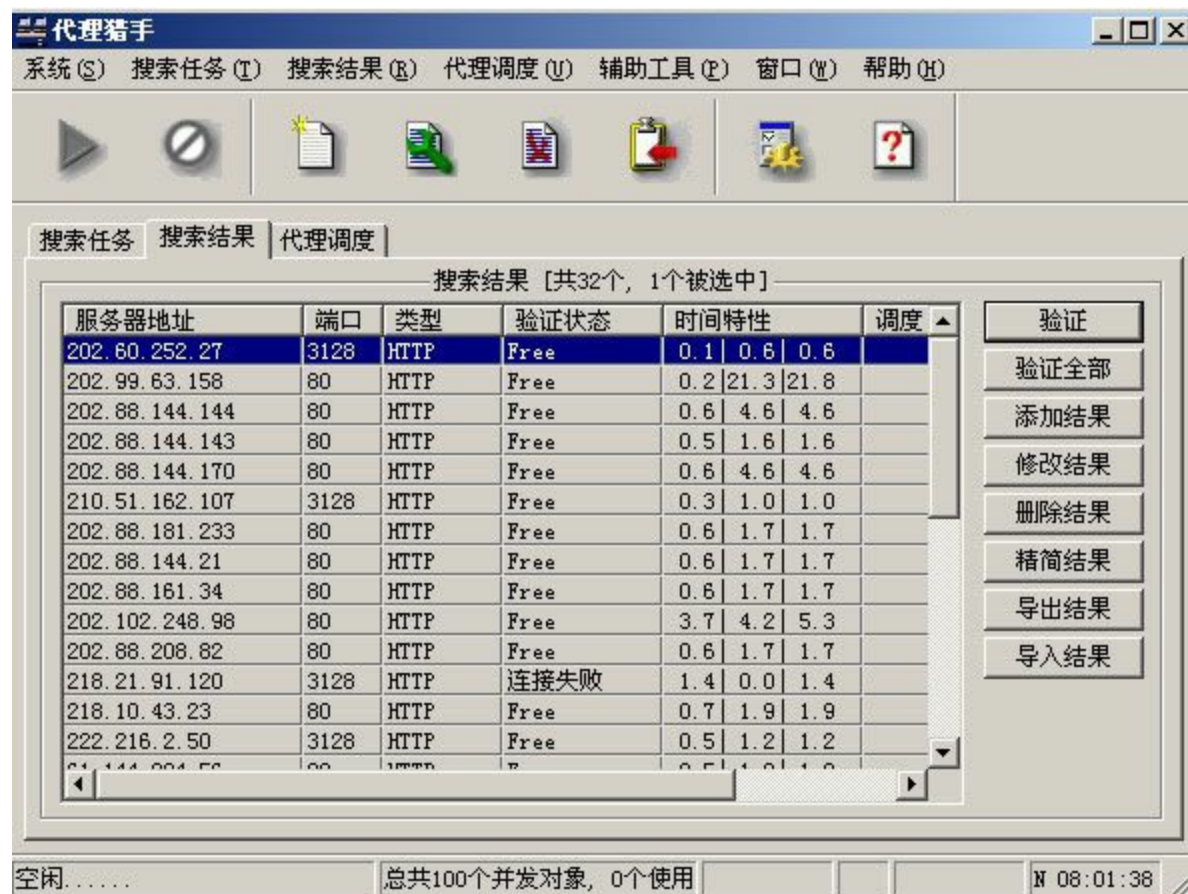 代理猎手
系统(S) 搜索任务(T) 搜索结果(R) 代理调度(U) 辅助工具(P) 窗口(W) 帮助(H)
搜索任务 搜索结果 代理调度
搜索结果 [共32个, 1个被选中]
服务器地址 端口 类型 验证状态 时间特性 调度
202.60.252.27 3128 HTTP Free 0.1| 0.6| 0.6
202.99.63.158 80 HTTP Free 0.2|21.3|21.8
202.88.144.144 80 HTTP Free 0.6| 4.6| 4.6
202.88.144.143 80 HTTP Free 0.5| 1.6| 1.6
202.88.144.170 80 HTTP Free 0.6| 4.6| 4.6
210.51.162.107 3128 HTTP Free 0.3| 1.0| 1.0
202.88.181.233 80 HTTP Free 0.6| 1.7| 1.7
202.88.144.21 80 HTTP Free 0.6| 1.7| 1.7
202.88.161.34 80 HTTP Free 0.6| 1.7| 1.7
202.102.248.98 80 HTTP Free 3.7| 4.2| 5.3
202.88.208.82 80 HTTP Free 0.6| 1.7| 1.7
218.21.91.120 3128 HTTP 连接失败 1.4| 0.0| 1.4
218.10.43.23 80 HTTP Free 0.7| 1.9| 1.9
222.216.2.50 3128 HTTP Free 0.5| 1.2| 1.2
验证
验证全部
添加结果
修改结果
删除结果
精简结果
导出结果
导入结果
空闲...... 总共100个并发对象, 0个使用 N 08:01:38